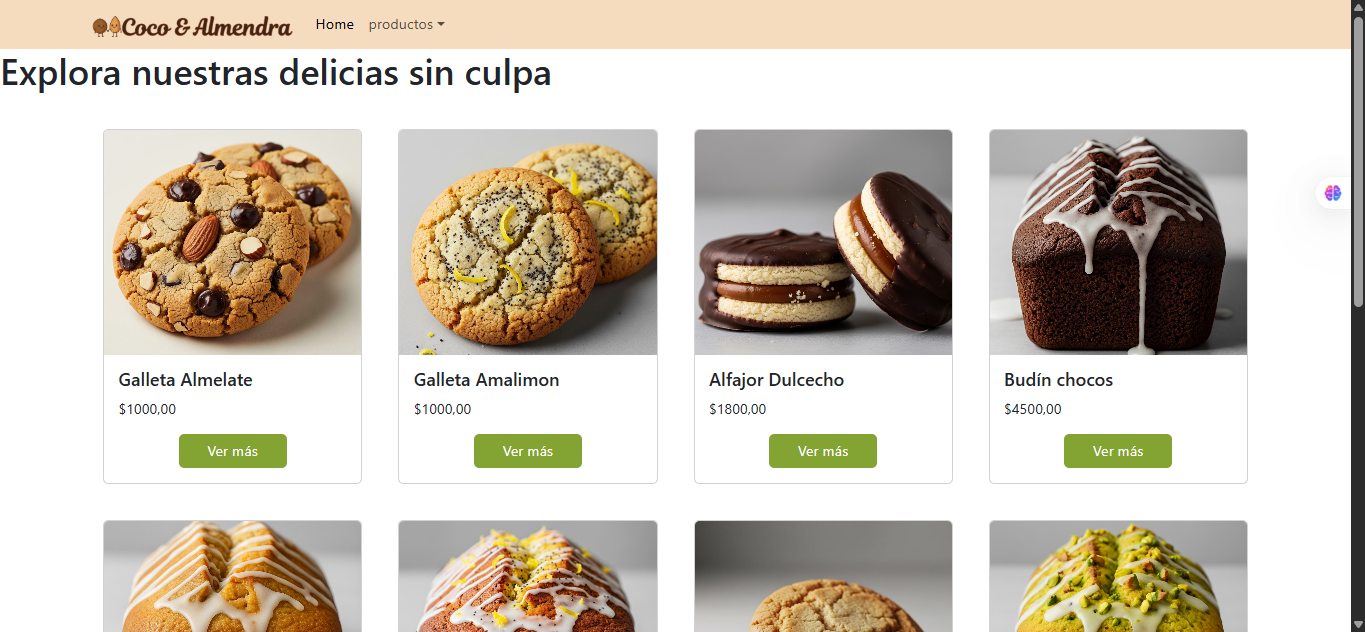 Coco & Almendra Home productos
Explora nuestras delicias sin culpa
Galleta Almelate
$1000,00
Ver más
Galleta Amalimon
$1000,00
Ver más
Alfajor Dulcecho
$1800,00
Ver más
Budín chocos
$4500,00
Ver más